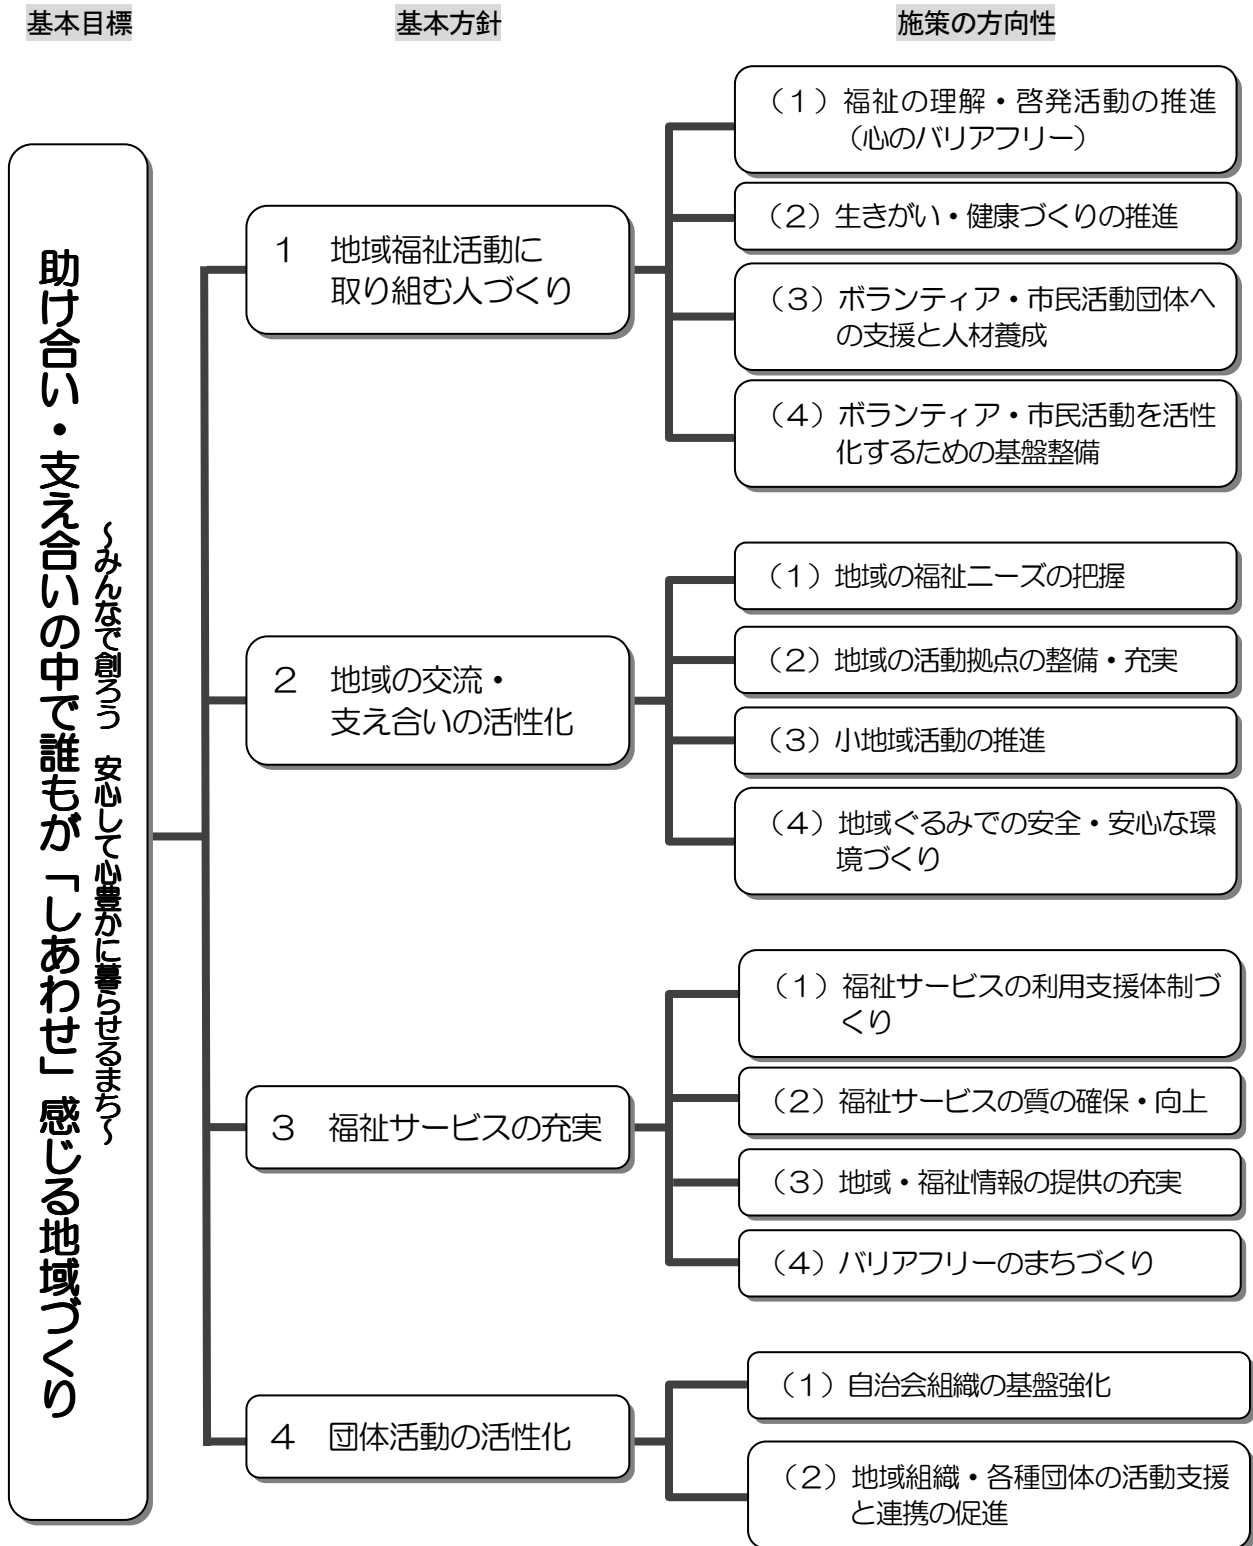 基本目標
基本方針
施策の方向性
助け合い・支え合いの中で誰もが「しあわせ」感じる地域づくり
~みんなで創ろう　安心して心豊かに暮らせるまち~
1　地域福祉活動に
取り組む人づくり
(1)福祉の理解・啓発活動の推進
(心のバリアフリー)
(2)生きがい・健康づくりの推進
(3)ボランティア・市民活動団体へ
の支援と人材養成
(4)ボランティア・市民活動を活性
化するための基盤整備
2　地域の交流・
支え合いの活性化
(1)地域の福祉ニーズの把握
(2)地域の活動拠点の整備・充実
(3)小地域活動の推進
(4)地域ぐるみでの安全・安心な環
境づくり
3　福祉サービスの充実
(1)福祉サービスの利用支援体制づ
くり
(2)福祉サービスの質の確保・向上
(3)地域・福祉情報の提供の充実
(4)バリアフリーのまちづくり
4　団体活動の活性化
(1)自治会組織の基盤強化
(2)地域組織・各種団体の活動支援
と連携の促進